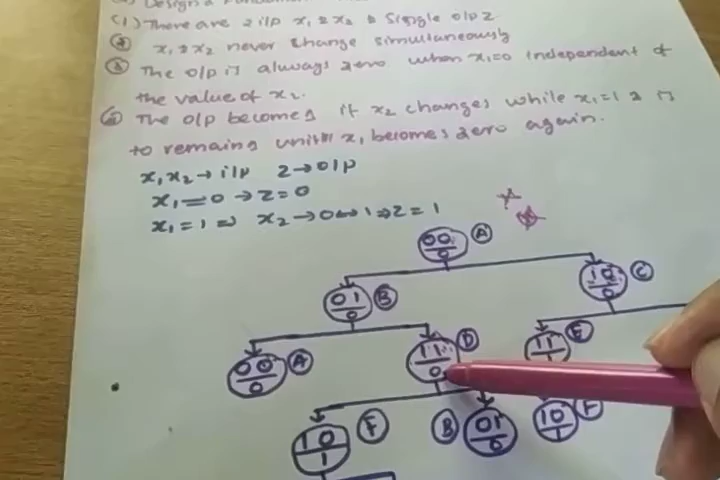 (1) There are 2 i/p x1 & x2 & single o/p z
(2) x1 & x2 never change simultaneously
(3) The o/p is always zero when x1=0 independent of
the value of x2.
(4) The o/p becomes if x2 changes while x1=1 & is
to remaining until x1 becomes zero again.
x1, x2 → i/p z → o/p
x1 = 0 → z = 0
x1 = 1 ⇒ x2 → 0 ↔ 1 ⇒ z = 1
00/0 A
01/0 B
10/0 C
00/0 A
11/0 D
11/1 E
10/1 F
B 01/0
10/1 F